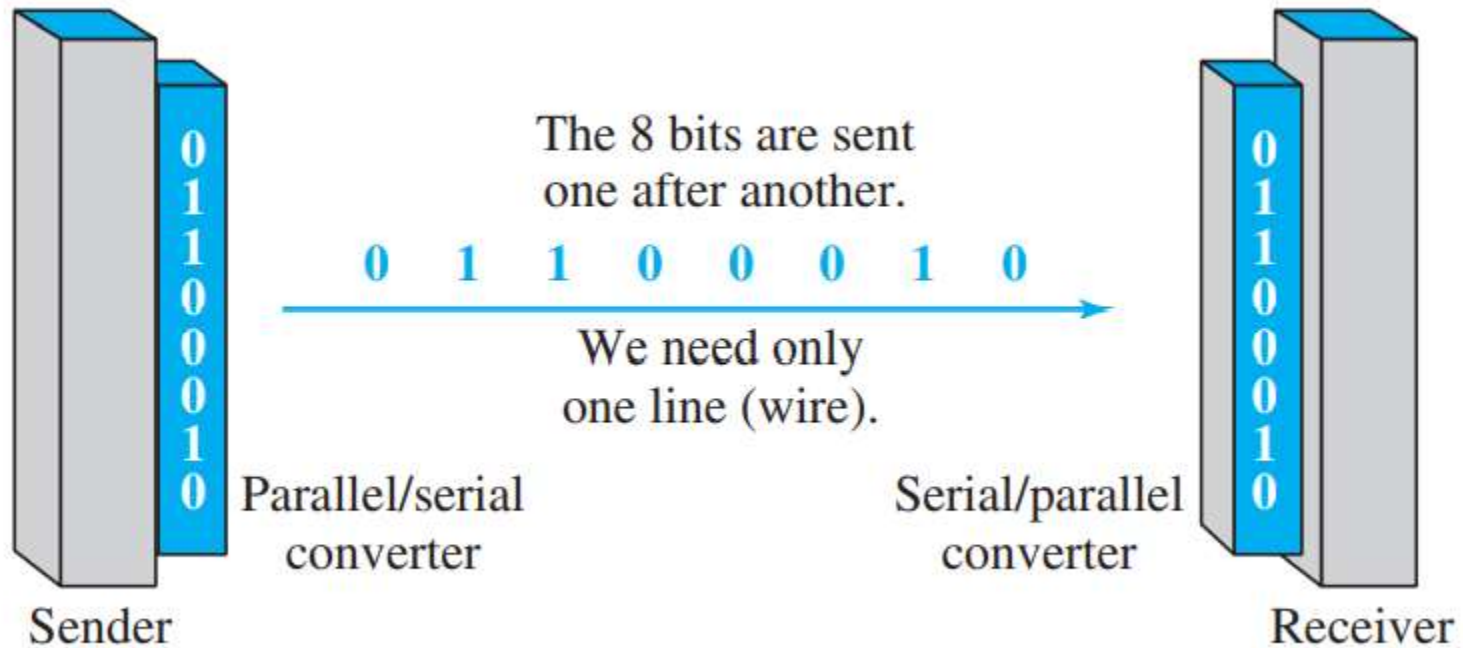 The 8 bits are sent
one after another.
0 1 1 0 0 0 1 0
We need only
one line (wire).
0
1
1
0
0
0
1
0
Parallel/serial
converter
Sender
0
1
1
0
0
0
1
0
Serial/parallel
converter
Receiver